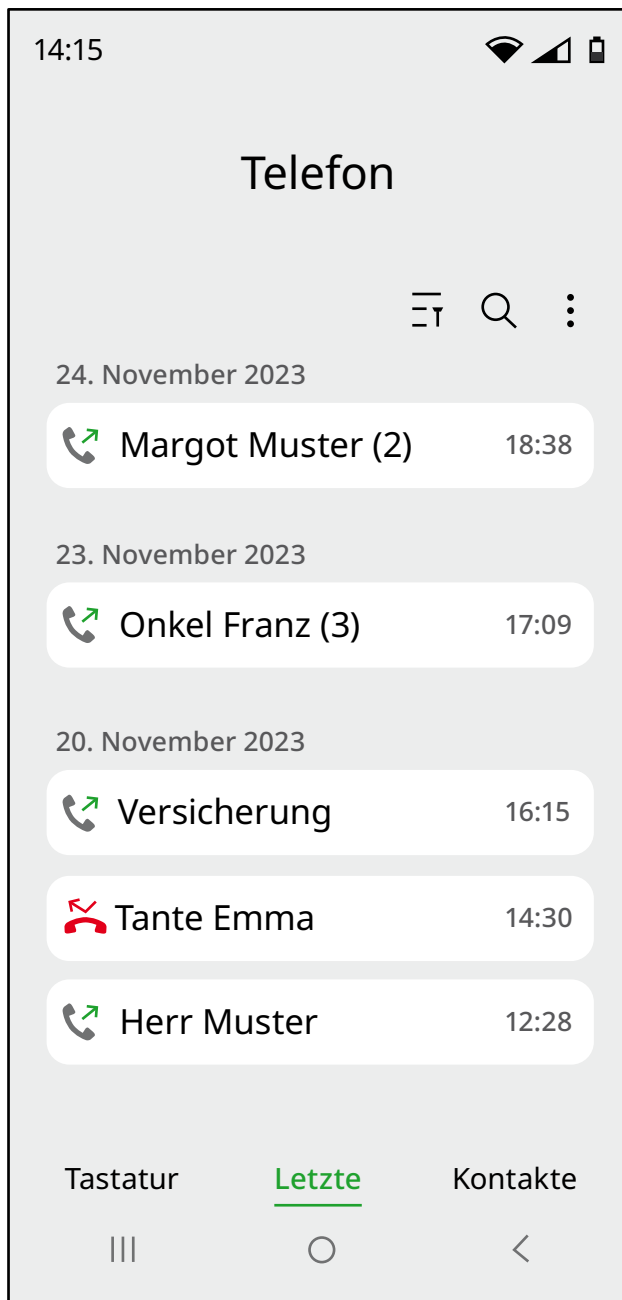 14:15
Telefon
24. November 2023
Margot Muster (2) 18:38
23. November 2023
Onkel Franz (3) 17:09
20. November 2023
Versicherung 16:15
Tante Emma 14:30
Herr Muster 12:28
Tastatur Letzte Kontakte